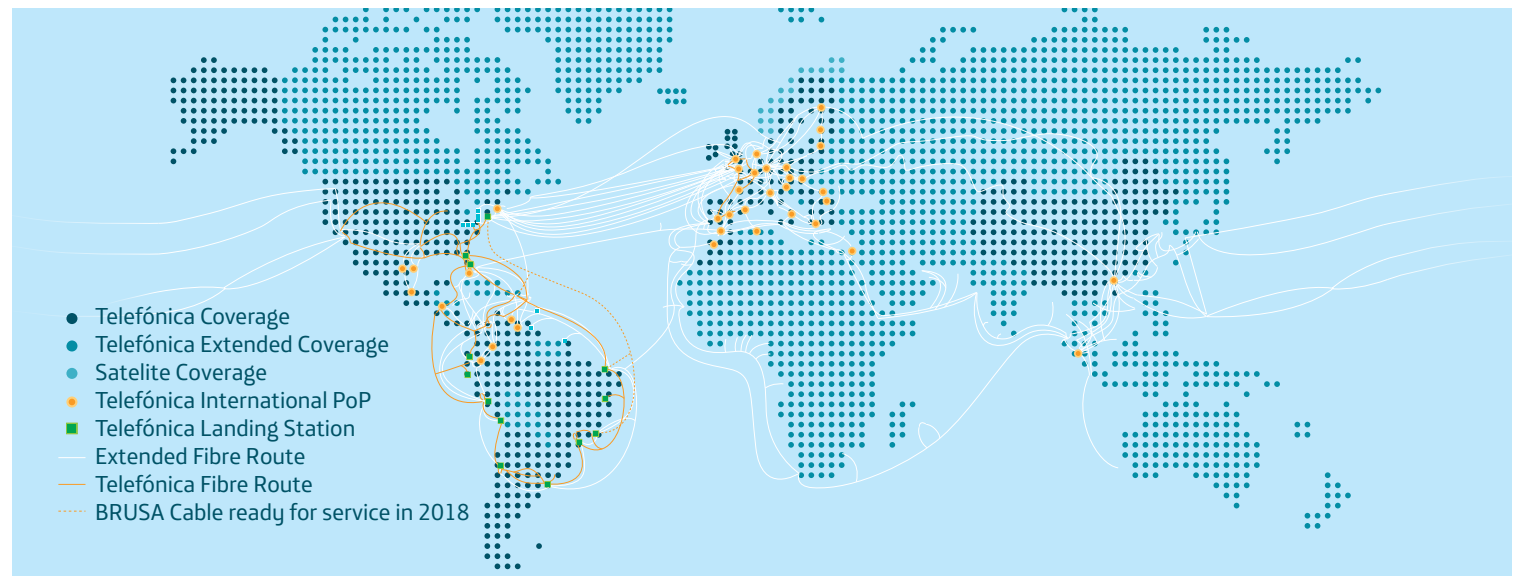 Telefónica Coverage
Telefónica Extended Coverage
Satelite Coverage
Telefónica International PoP
Telefónica Landing Station
Extended Fibre Route
Telefónica Fibre Route
BRUSA Cable ready for service in 2018